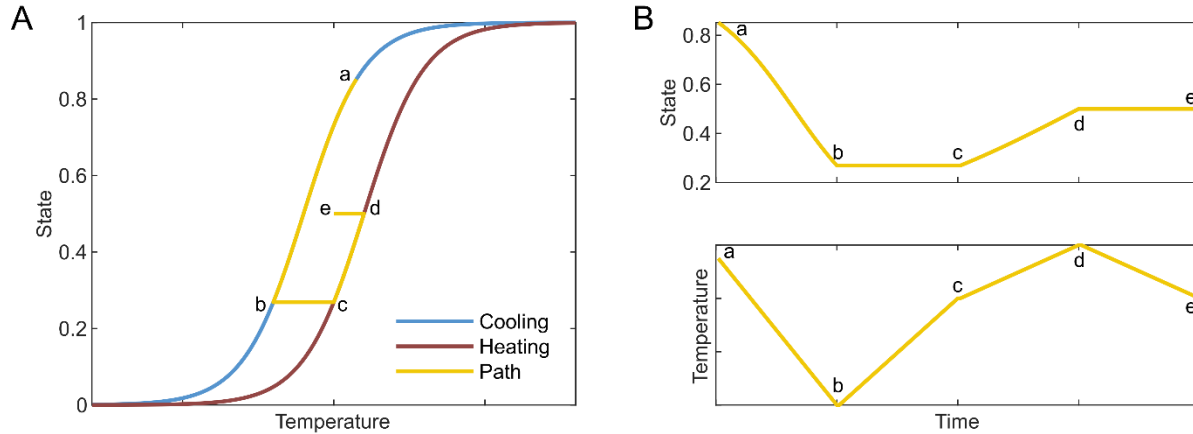 A
State
1
0.8
0.6
0.4
0.2
0
a
b
c
d
e
Cooling
Heating
Path
Temperature
B
State
0.8
0.6
0.4
0.2
a
b
c
d
e
Temperature
a
b
c
d
e
Time